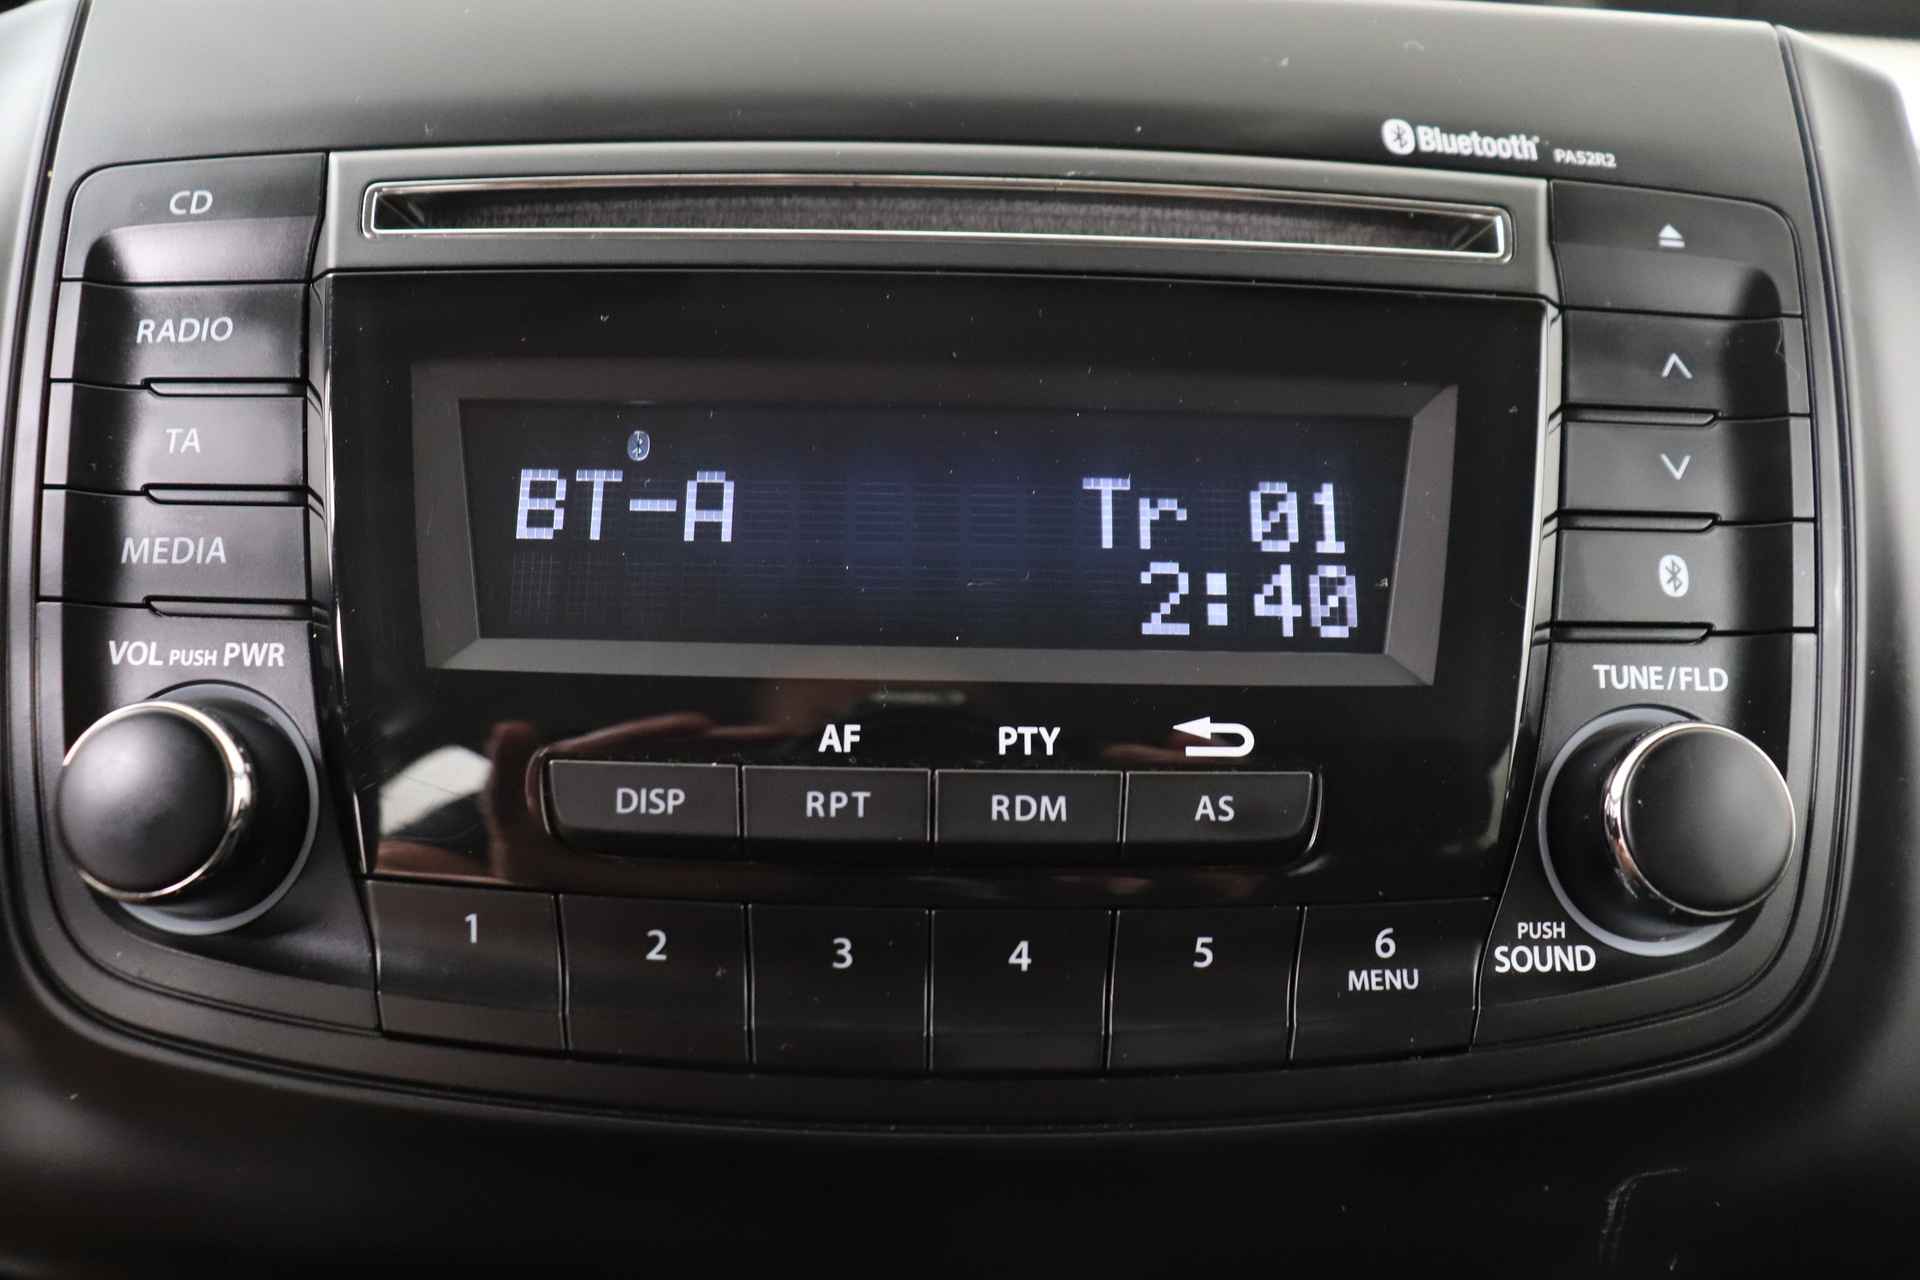 Bluetooth® PA52R2
CD
RADIO
TA
MEDIA
VOL PUSH PWR
BT-A Tr 01
2:40
TUNE/FLD
AF PTY
DISP RPT RDM AS
1 2 3 4 5 6
MENU
PUSH
SOUND